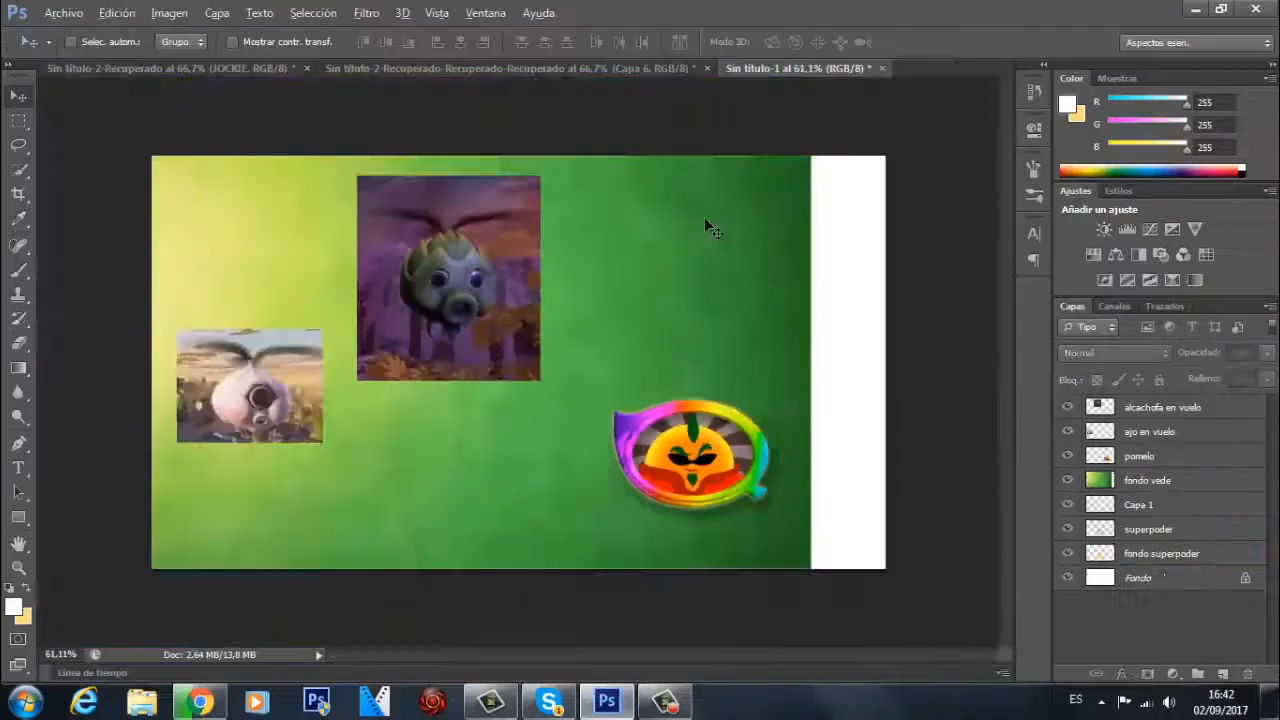 Ps Archivo Edición Imagen Capa Texto Selección Filtro 3D Vista Ventana Ayuda
Selec. autom.: Grupo Mostrar contr. transf. Modo 3D: Aspectos esen.
Sin título-2-Recuperado al 66,7% (JOCKIE, RGB/8) * × Sin título-2-Recuperado-Recuperado-Recuperado al 66,7% (Capa 6, RGB/8) * × Sin título-1 al 61,1% (RGB/8) * ×
Color Muestras
R 255
G 255
B 255
Ajustes Estilos
Añadir un ajuste
Capas Canales Trazados
Tipo
Normal Opacidad:
Bloq.: Relleno:
alcachofa en vuelo
ajo en vuelo
pomelo
fondo vede
Capa 1
superpoder
fondo superpoder
Fondo
61,11% Doc: 2,64 MB/13,8 MB
Línea de tiempo
ES 16:42
02/09/2017